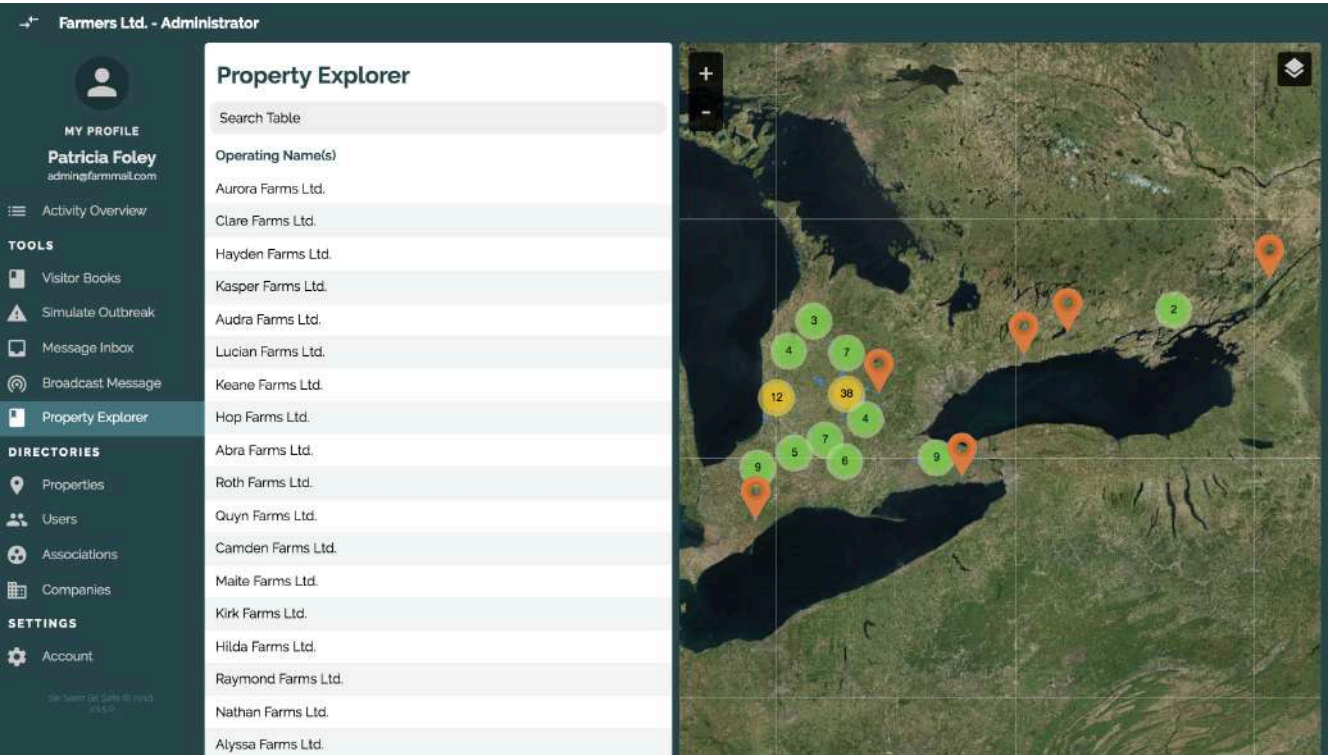 Farmers Ltd. - Administrator
MY PROFILE
Patricia Foley
admin@farmmail.com
Activity Overview
TOOLS
Visitor Books
Simulate Outbreak
Message Inbox
Broadcast Message
Property Explorer
DIRECTORIES
Properties
Users
Associations
Companies
SETTINGS
Account
Property Explorer
Search Table
Operating Name(s)
Aurora Farms Ltd.
Clare Farms Ltd.
Hayden Farms Ltd.
Kasper Farms Ltd.
Audra Farms Ltd.
Lucian Farms Ltd.
Keane Farms Ltd.
Hop Farms Ltd.
Abra Farms Ltd.
Roth Farms Ltd.
Quyn Farms Ltd.
Camden Farms Ltd.
Maite Farms Ltd.
Kirk Farms Ltd.
Hilda Farms Ltd.
Raymond Farms Ltd.
Nathan Farms Ltd.
Alyssa Farms Ltd.
+
-
2
3
4
7
12
38
4
7
5
6
9
9